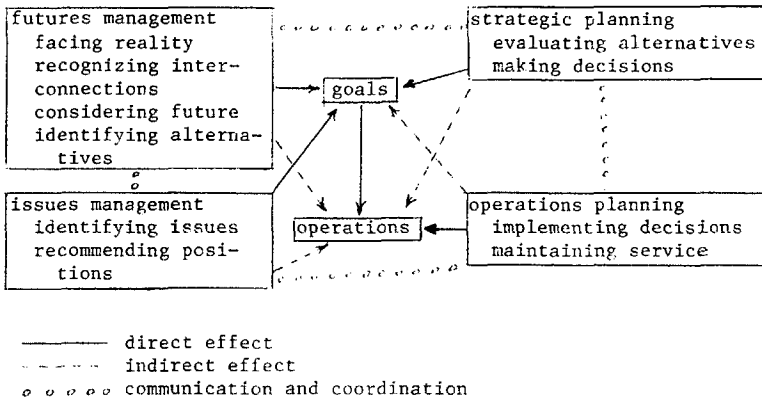 futures management
facing reality
recognizing inter-
connections
considering future
identifying alterna-
tives
strategic planning
evaluating alternatives
making decisions
goals
issues management
identifying issues
recommending posi-
tions
operations
operations planning
implementing decisions
maintaining service
direct effect
indirect effect
communication and coordination